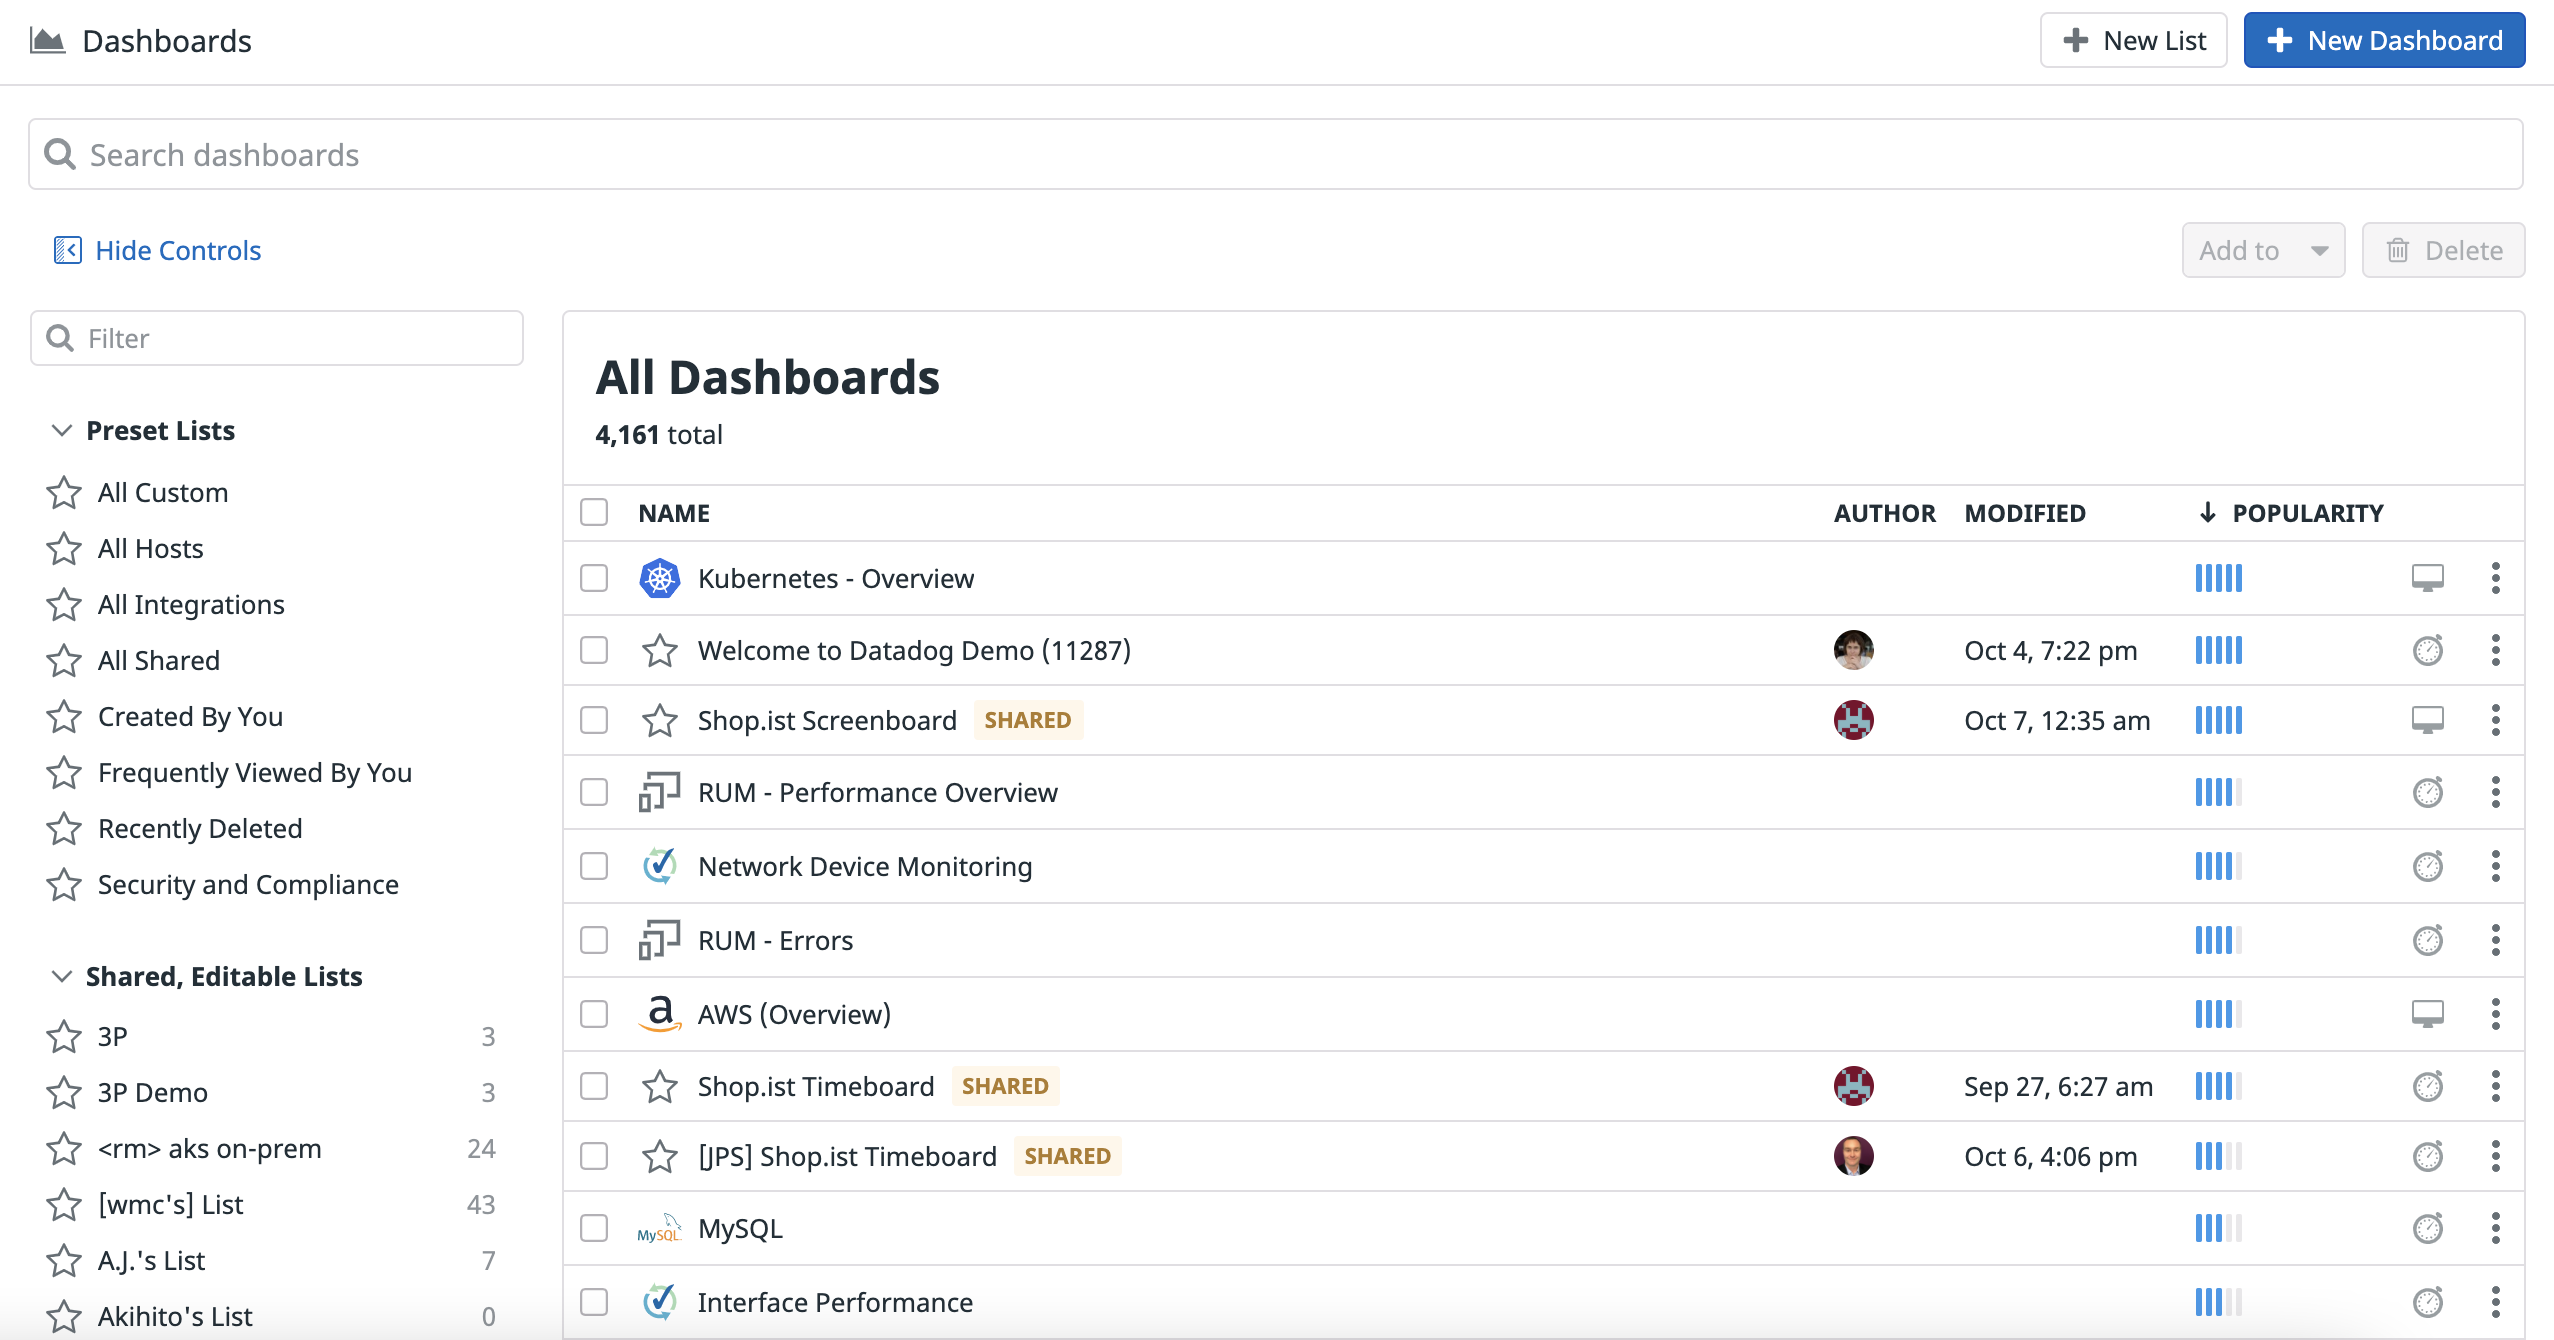 Dashboards
New List
New Dashboard
Search dashboards
Hide Controls
Add to
Delete
Filter
Preset Lists
All Custom
All Hosts
All Integrations
All Shared
Created By You
Frequently Viewed By You
Recently Deleted
Security and Compliance
Shared, Editable Lists
3P 3
3P Demo 3
<rm> aks on-prem 24
[wmc's] List 43
A.J.'s List 7
Akihito's List 0
All Dashboards
4,161 total
NAME AUTHOR MODIFIED POPULARITY
Kubernetes - Overview
Welcome to Datadog Demo (11287) Oct 4, 7:22 pm
Shop.ist Screenboard SHARED Oct 7, 12:35 am
RUM - Performance Overview
Network Device Monitoring
RUM - Errors
a AWS (Overview)
Shop.ist Timeboard SHARED Sep 27, 6:27 am
[JPS] Shop.ist Timeboard SHARED Oct 6, 4:06 pm
MySQL MySQL
Interface Performance